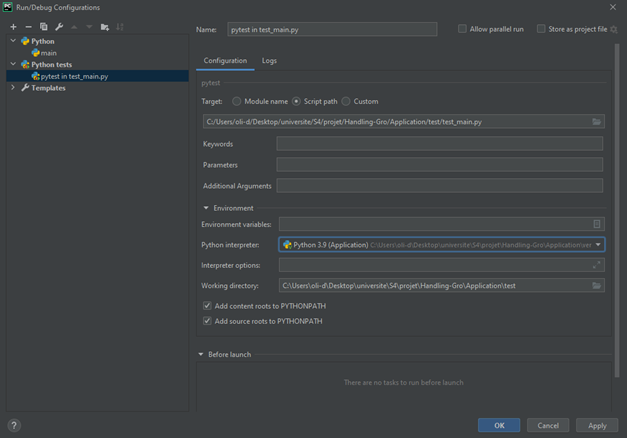 PC Run/Debug Configurations
Name: pytest in test_main.py
Allow parallel run
Store as project file
Python
main
Python tests
pytest in test_main.py
Templates
Configuration Logs
pytest
Target: Module name Script path Custom
C:/Users/oli-d/Desktop/universite/S4/projet/Handling-Gro/Application/test/test_main.py
Keywords
Parameters
Additional Arguments
Environment
Environment variables:
Python interpreter: Python 3.9 (Application) C:\Users\oli-d\Desktop\universite\S4\projet\Handling-Gro\Application\ver
Interpreter options:
Working directory: C:\Users\oli-d\Desktop\universite\S4\projet\Handling-Gro\Application\test
Add content roots to PYTHONPATH
Add source roots to PYTHONPATH
Before launch
There are no tasks to run before launch
?
OK Cancel Apply